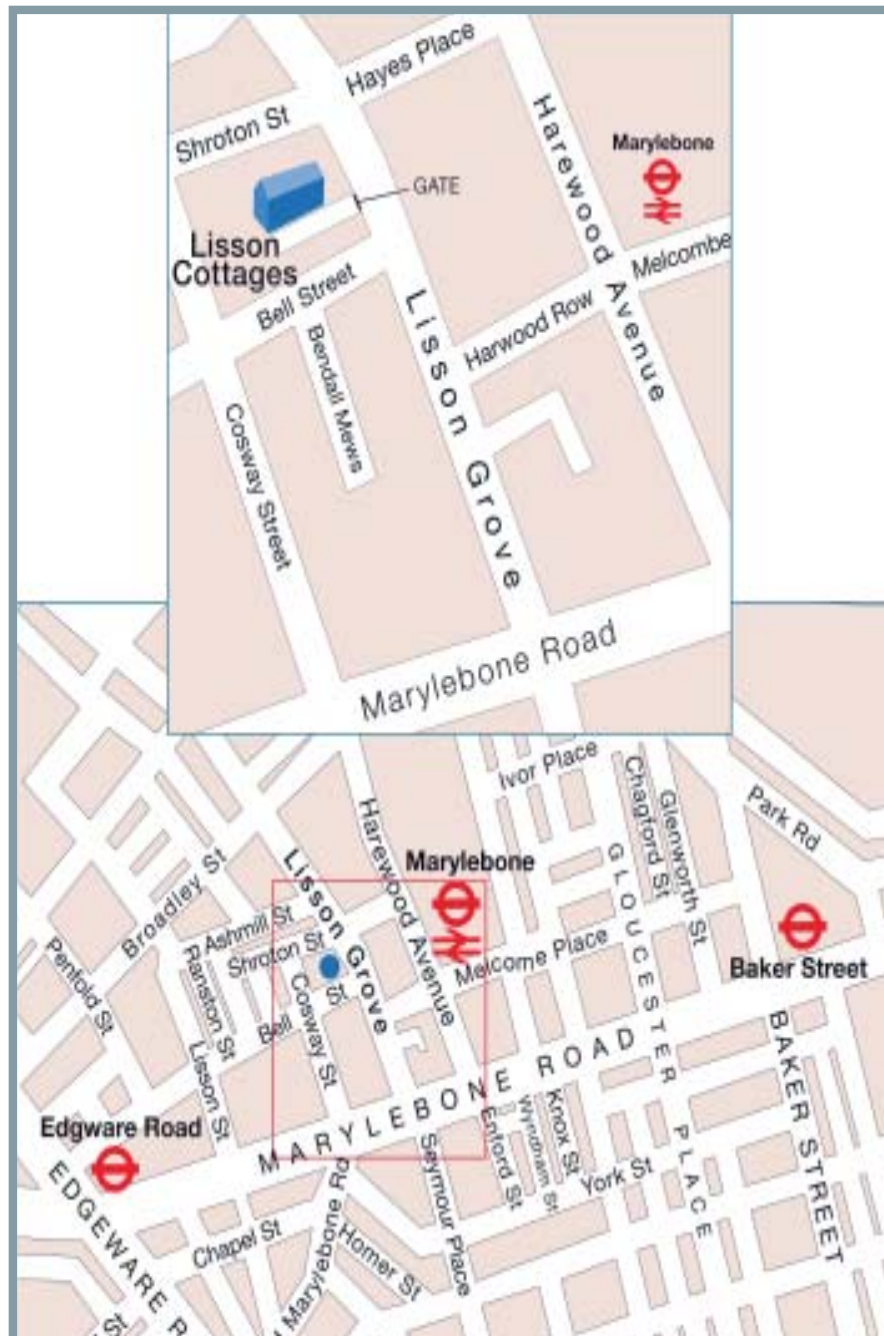 Hayes Place
Shroton St
Harewood Avenue
Marylebone
GATE
Lisson
Cottages
Melcombe
Bell Street
Lisson Grove
Harwood Row
Bendall Mews
Cosway Street
Marylebone Road
Ivor Place
Chagford St
Glenworth St
Park Rd
Harewood Avenue
Lisson Grove
Marylebone
GLOUCESTER PLACE
Broadley St
Ashmill St
Shroton
St
Penfold St
Ranston St
Melcome Place
Baker Street
Bell
St
Cosway St
Lisson St
MARYLEBONE ROAD
BAKER STREET
Edgware Road
Knox St
Wyndham St
Enford St
York St
Seymour Place
EDGEWARE R
Chapel St
Homer St
Marylebone Rd
St